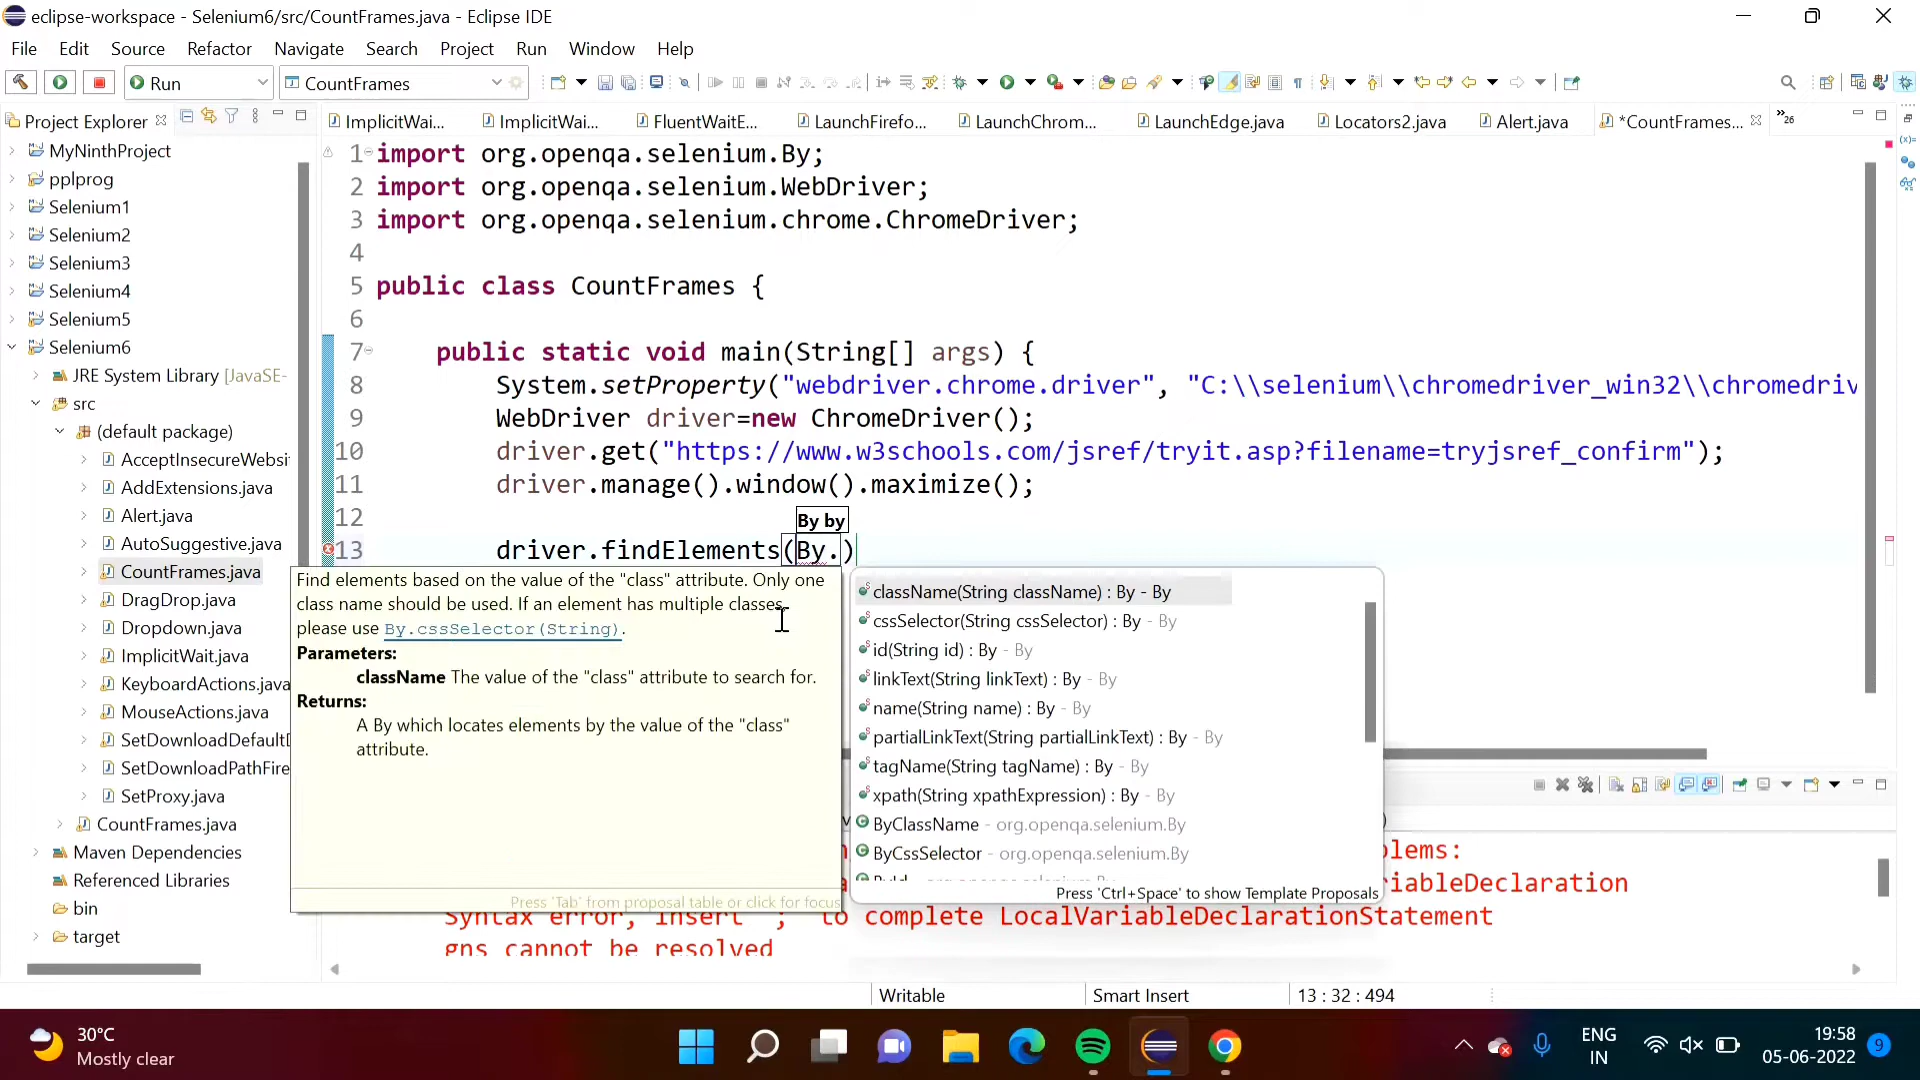 eclipse-workspace - Selenium6/src/CountFrames.java - Eclipse IDE
File Edit Source Refactor Navigate Search Project Run Window Help
Run CountFrames
Project Explorer
ImplicitWai... ImplicitWai... FluentWaitE... LaunchFirefo... LaunchChrom... LaunchEdge.java Locators2.java Alert.java *CountFrames... »26
MyNinthProject
pplprog
Selenium1
Selenium2
Selenium3
Selenium4
Selenium5
Selenium6
JRE System Library [JavaSE-
src
(default package)
AcceptInsecureWebsi
AddExtensions.java
Alert.java
AutoSuggestive.java
CountFrames.java
DragDrop.java
Dropdown.java
ImplicitWait.java
KeyboardActions.java
MouseActions.java
SetDownloadDefault
SetDownloadPathFire
SetProxy.java
CountFrames.java
Maven Dependencies
Referenced Libraries
bin
target
1 import org.openqa.selenium.By;
2 import org.openqa.selenium.WebDriver;
3 import org.openqa.selenium.chrome.ChromeDriver;
4
5 public class CountFrames {
6
7 public static void main(String[] args) {
8 System.setProperty("webdriver.chrome.driver", "C:\\selenium\\chromedriver_win32\\chromedriv
9 WebDriver driver=new ChromeDriver();
10 driver.get("https://www.w3schools.com/jsref/tryit.asp?filename=tryjsref_confirm");
11 driver.manage().window().maximize();
12
By by
13 driver.findElements(By.)
Find elements based on the value of the "class" attribute. Only one
class name should be used. If an element has multiple classes,
please use By.cssSelector(String).
Parameters:
className The value of the "class" attribute to search for.
Returns:
A By which locates elements by the value of the "class"
attribute.
Press 'Tab' from proposal table or click for focus
className(String className) : By - By
cssSelector(String cssSelector) : By - By
id(String id) : By - By
linkText(String linkText) : By - By
name(String name) : By - By
partialLinkText(String partialLinkText) : By - By
tagName(String tagName) : By - By
xpath(String xpathExpression) : By - By
ByClassName - org.openqa.selenium.By
ByCssSelector - org.openqa.selenium.By
Press 'Ctrl+Space' to show Template Proposals
lems:
iableDeclaration
Syntax error, insert ";" to complete LocalVariableDeclarationStatement
gns cannot be resolved
Writable Smart Insert 13 : 32 : 494
30°C
Mostly clear
ENG
IN
19:58
05-06-2022
9